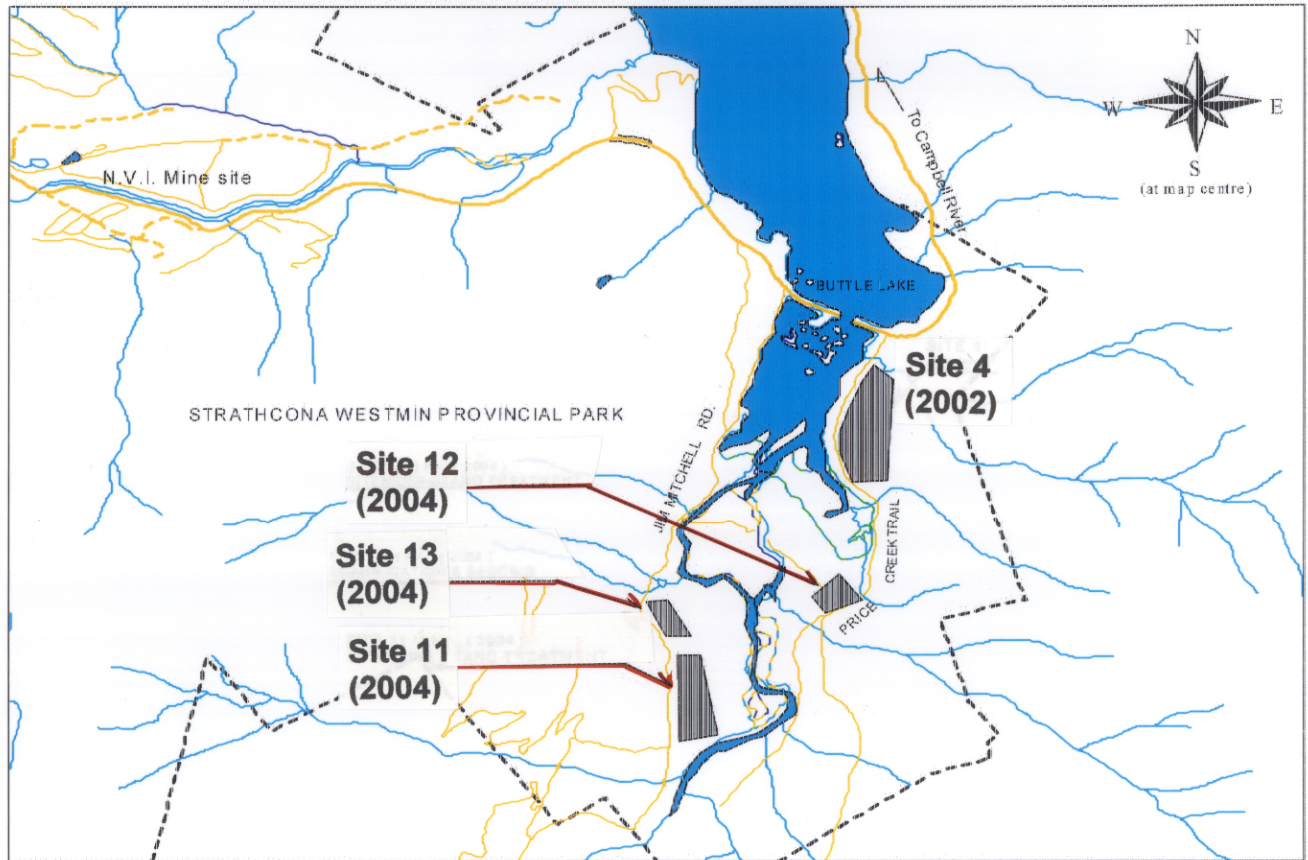 N
W
E
S
(at map centre)
To Campbell River
N.V.I. Mine site
BUTTLE LAKE
Site 4
(2002)
STRATHCONA WESTMIN PROVINCIAL PARK
JIM MITCHELL RD.
Site 12
(2004)
Site 13
(2004)
CREEK TRAIL
PRICE
Site 11
(2004)